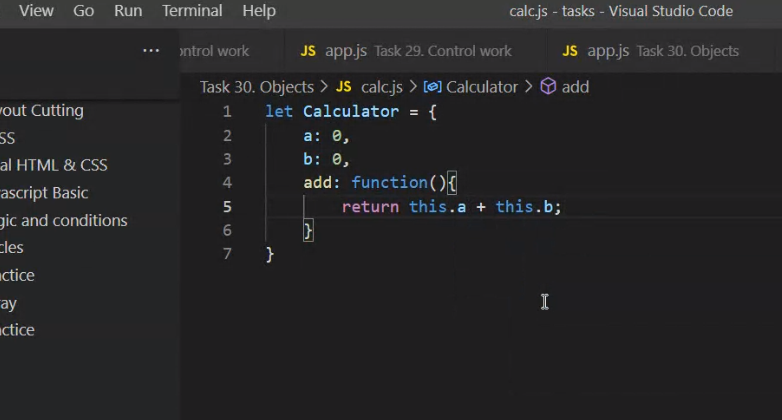 View Go Run Terminal Help calc.js - tasks - Visual Studio Code
··· ontrol work JS app.js Task 29. Control work JS app.js Task 30. Objects
Task 30. Objects > JS calc.js > Calculator > add
yout Cutting
SS
al HTML & CSS
vascript Basic
gic and conditions
cles
actice
ray
actice
1 let Calculator = {
2 a: 0,
3 b: 0,
4 add: function(){
5 return this.a + this.b;
6 }
7 }